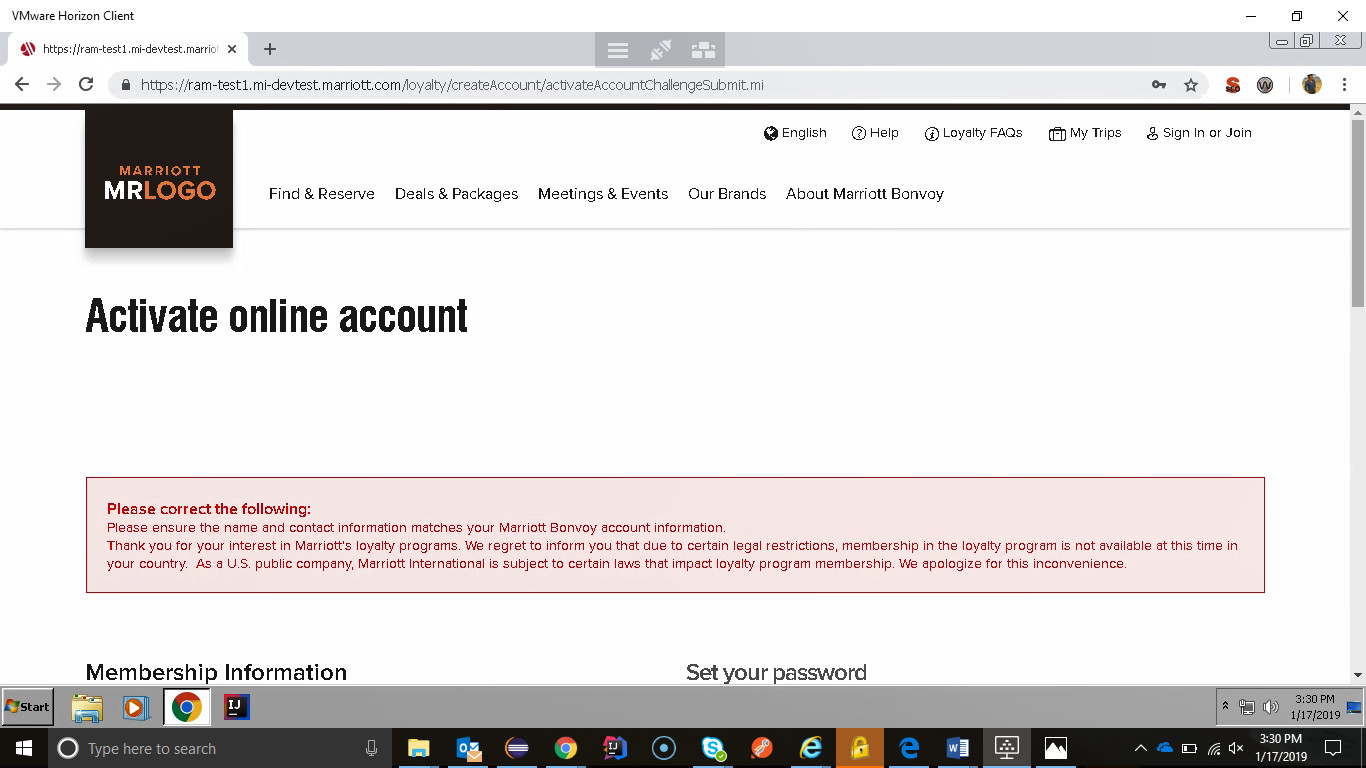 VMware Horizon Client
https://ram-test1.mi-devtest.marriot
https://ram-test1.mi-devtest.marriott.com/loyalty/createAccount/activateAccountChallengeSubmit.mi
English Help Loyalty FAQs My Trips Sign In or Join
MARRIOTT
MRLOGO
Find & Reserve Deals & Packages Meetings & Events Our Brands About Marriott Bonvoy
Activate online account
Please correct the following:
Please ensure the name and contact information matches your Marriott Bonvoy account information.
Thank you for your interest in Marriott's loyalty programs. We regret to inform you that due to certain legal restrictions, membership in the loyalty program is not available at this time in
your country. As a U.S. public company, Marriott International is subject to certain laws that impact loyalty program membership. We apologize for this inconvenience.
Membership Information Set your password
Start
IJ
3:30 PM
1/17/2019
Type here to search
3:30 PM
1/17/2019